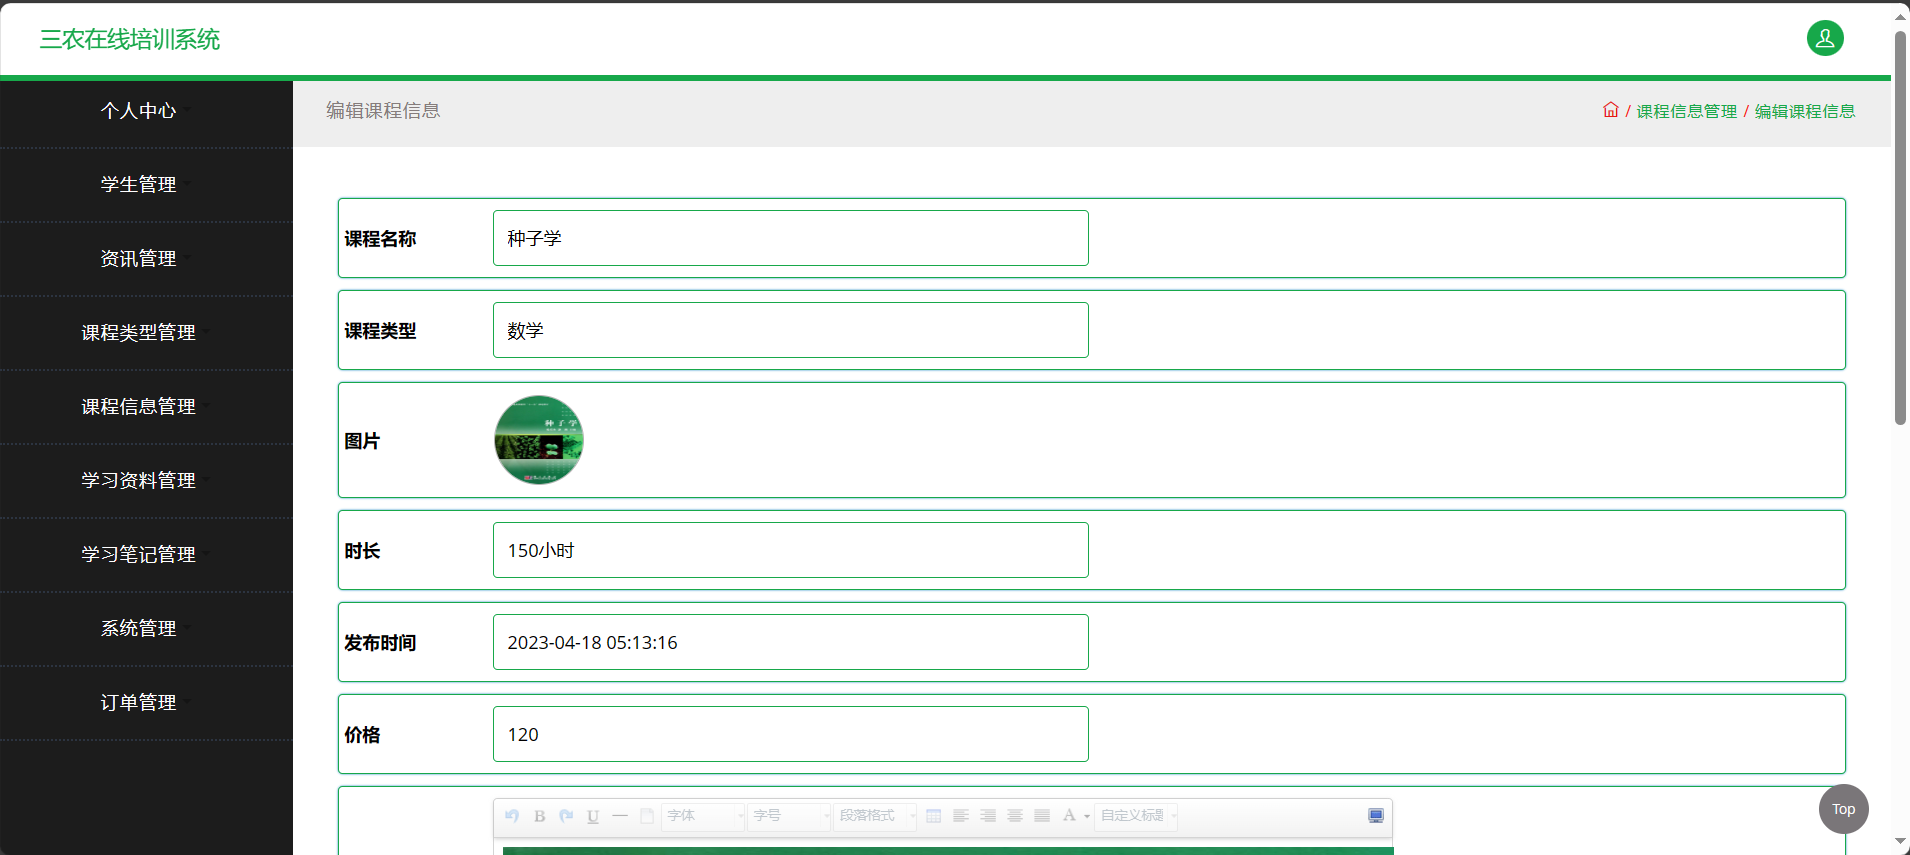 三农在线培训系统
个人中心
学生管理
资讯管理
课程类型管理
课程信息管理
学习资料管理
学习笔记管理
系统管理
订单管理
编辑课程信息
/ 课程信息管理 / 编辑课程信息
课程名称 种子学
课程类型 数学
图片
种子学
时长 150小时
发布时间 2023-04-18 05:13:16
价格 120
B U 字体 字号 段落格式 A 自定义标题
Top